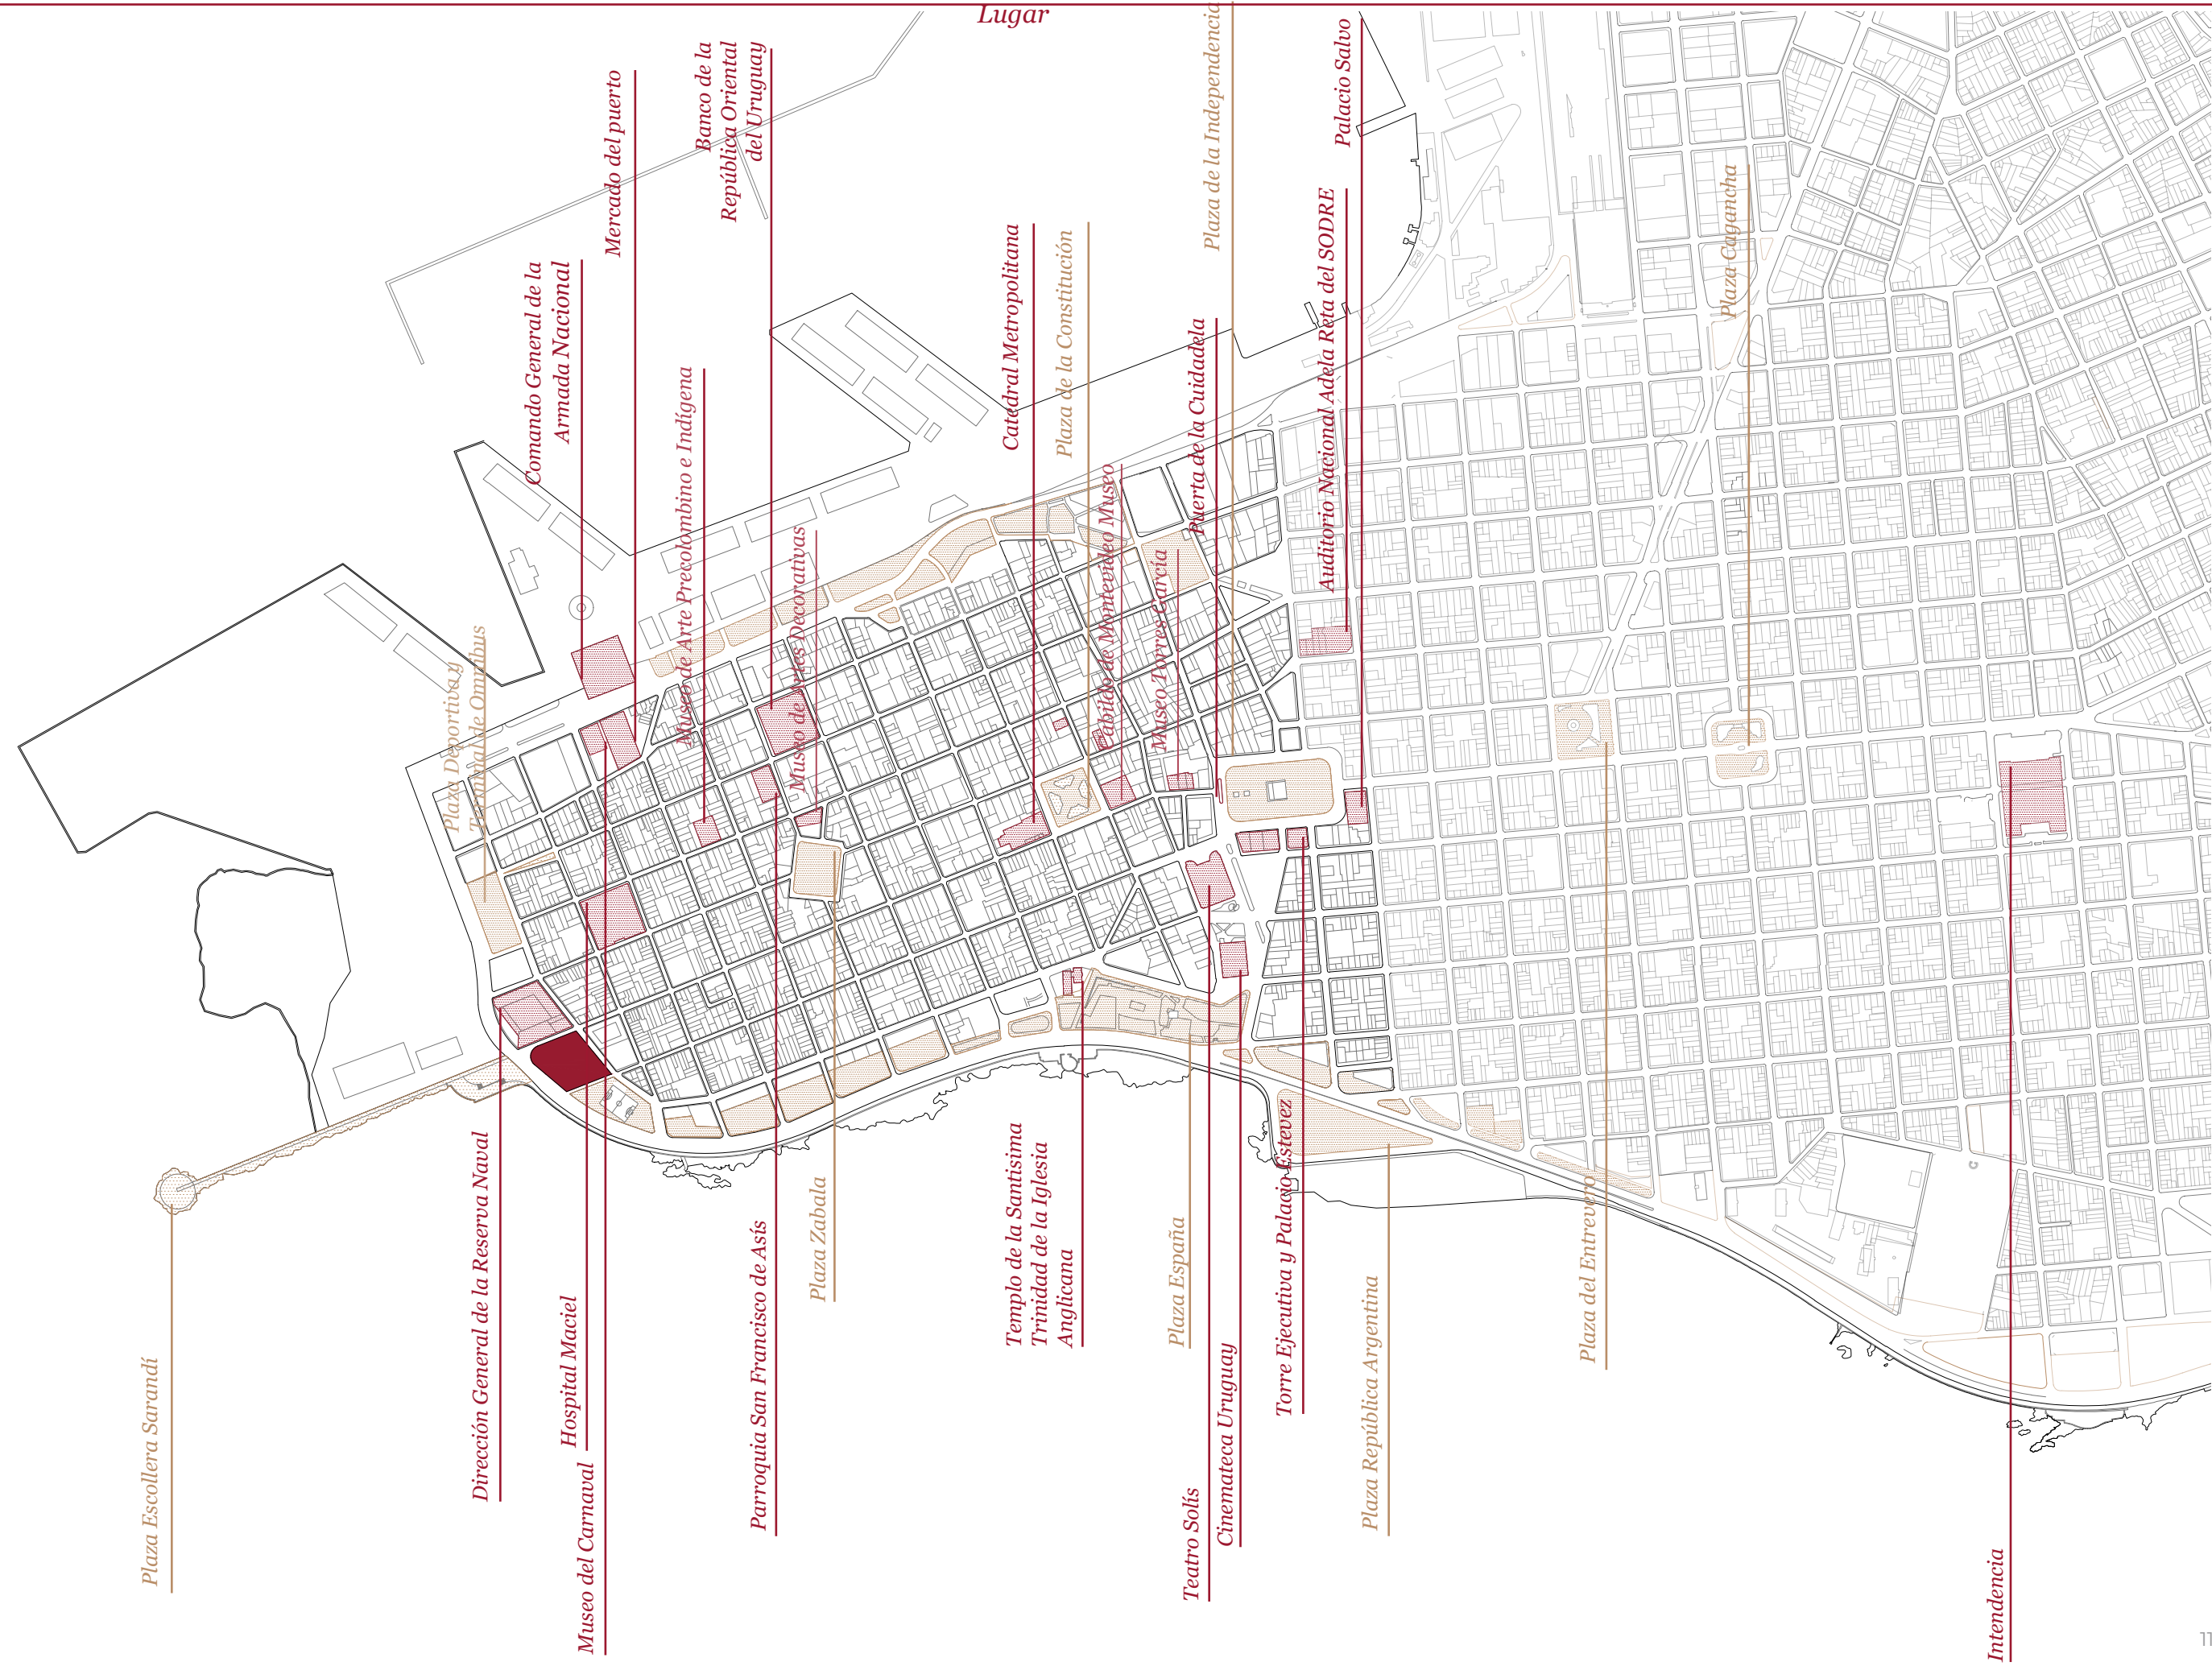 Lugar
Comando General de la
Armada Nacional
Mercado del puerto
Banco de la
República Oriental
del Uruguay
Museo de Arte Precolombino e Indígena
Museo de Artes Decorativas
Catedral Metropolitana
Plaza de la Constitución
Cabildo de Montevideo Museo
Museo Torres García
Puerta de la Cuidadela
Plaza de la Independencia
Auditorio Nacional Adela Reta del SODRE
Palacio Salvo
Plaza Cagancha
Plaza Deportiva y
Terminal de Omnibus
Plaza Escollera Sarandí
Dirección General de la Reserva Naval
Hospital Maciel
Museo del Carnaval
Parroquia San Francisco de Asís
Plaza Zabala
Templo de la Santisima
Trinidad de la Iglesia
Anglicana
Plaza España
Teatro Solís
Cinemateca Uruguay
Torre Ejecutiva y Palacio Estevez
Plaza República Argentina
Plaza del Entrevero
Intendencia
11